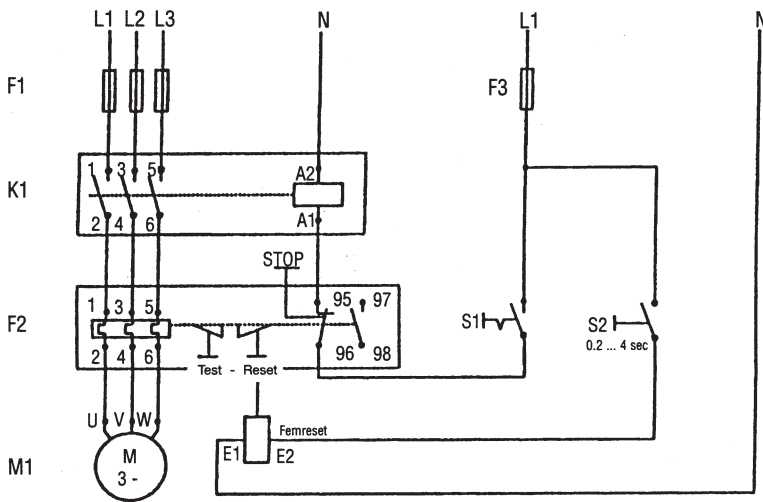 L1 L2 L3 N L1 N
F1 F3
1 3 5 A2
K1
2 4 6 A1
STOP
1 3 5 95 97
F2 S1 S2
0.2 ... 4 sec
2 4 6 96 98
Test - Reset
U V W Femreset
E1 E2
M
M1
3 -